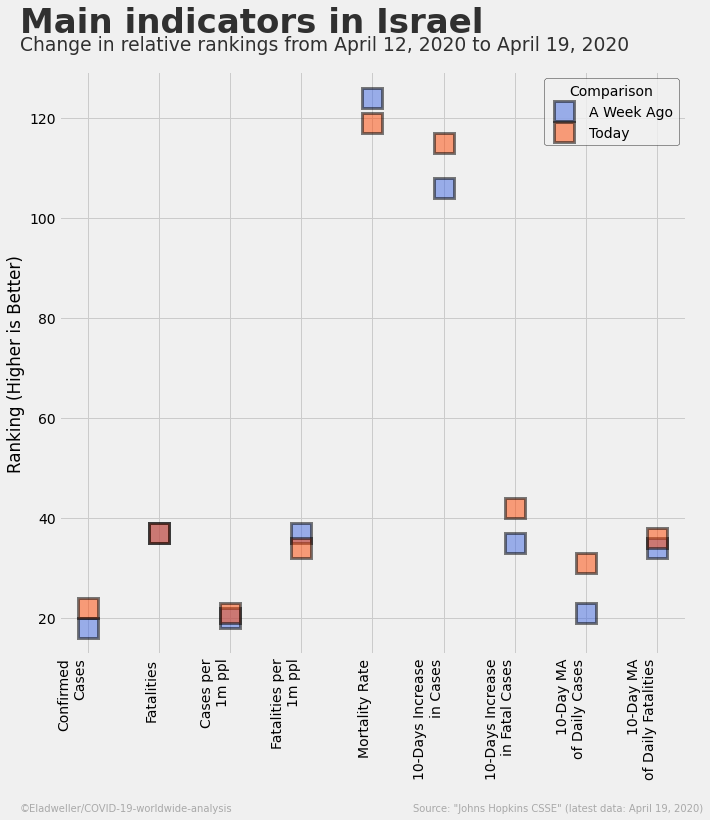 Main indicators in Israel
Change in relative rankings from April 12, 2020 to April 19, 2020
Comparison
A Week Ago
Today
Ranking (Higher is Better)
120
100
80
60
40
20
Confirmed
Cases
Fatalities
Cases per
1m ppl
Fatalities per
1m ppl
Mortality Rate
10-Days Increase
in Cases
10-Days Increase
in Fatal Cases
10-Day MA
of Daily Cases
10-Day MA
of Daily Fatalities
©Eladweller/COVID-19-worldwide-analysis
Source: "Johns Hopkins CSSE" (latest data: April 19, 2020)